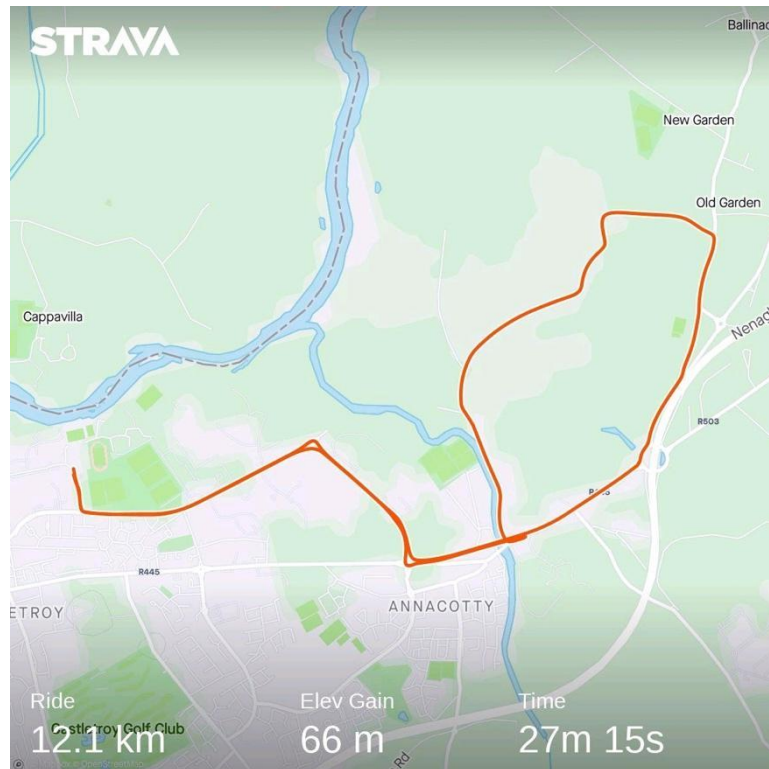 STRAVA
Ballinac
New Garden
Old Garden
Cappavilla
Nenagh
R503
R445
ANNACOTTY
ETROY
Ride
Elev Gain
Time
Castletroy Golf Club
12.1 km
66 m
27m 15s
Rd